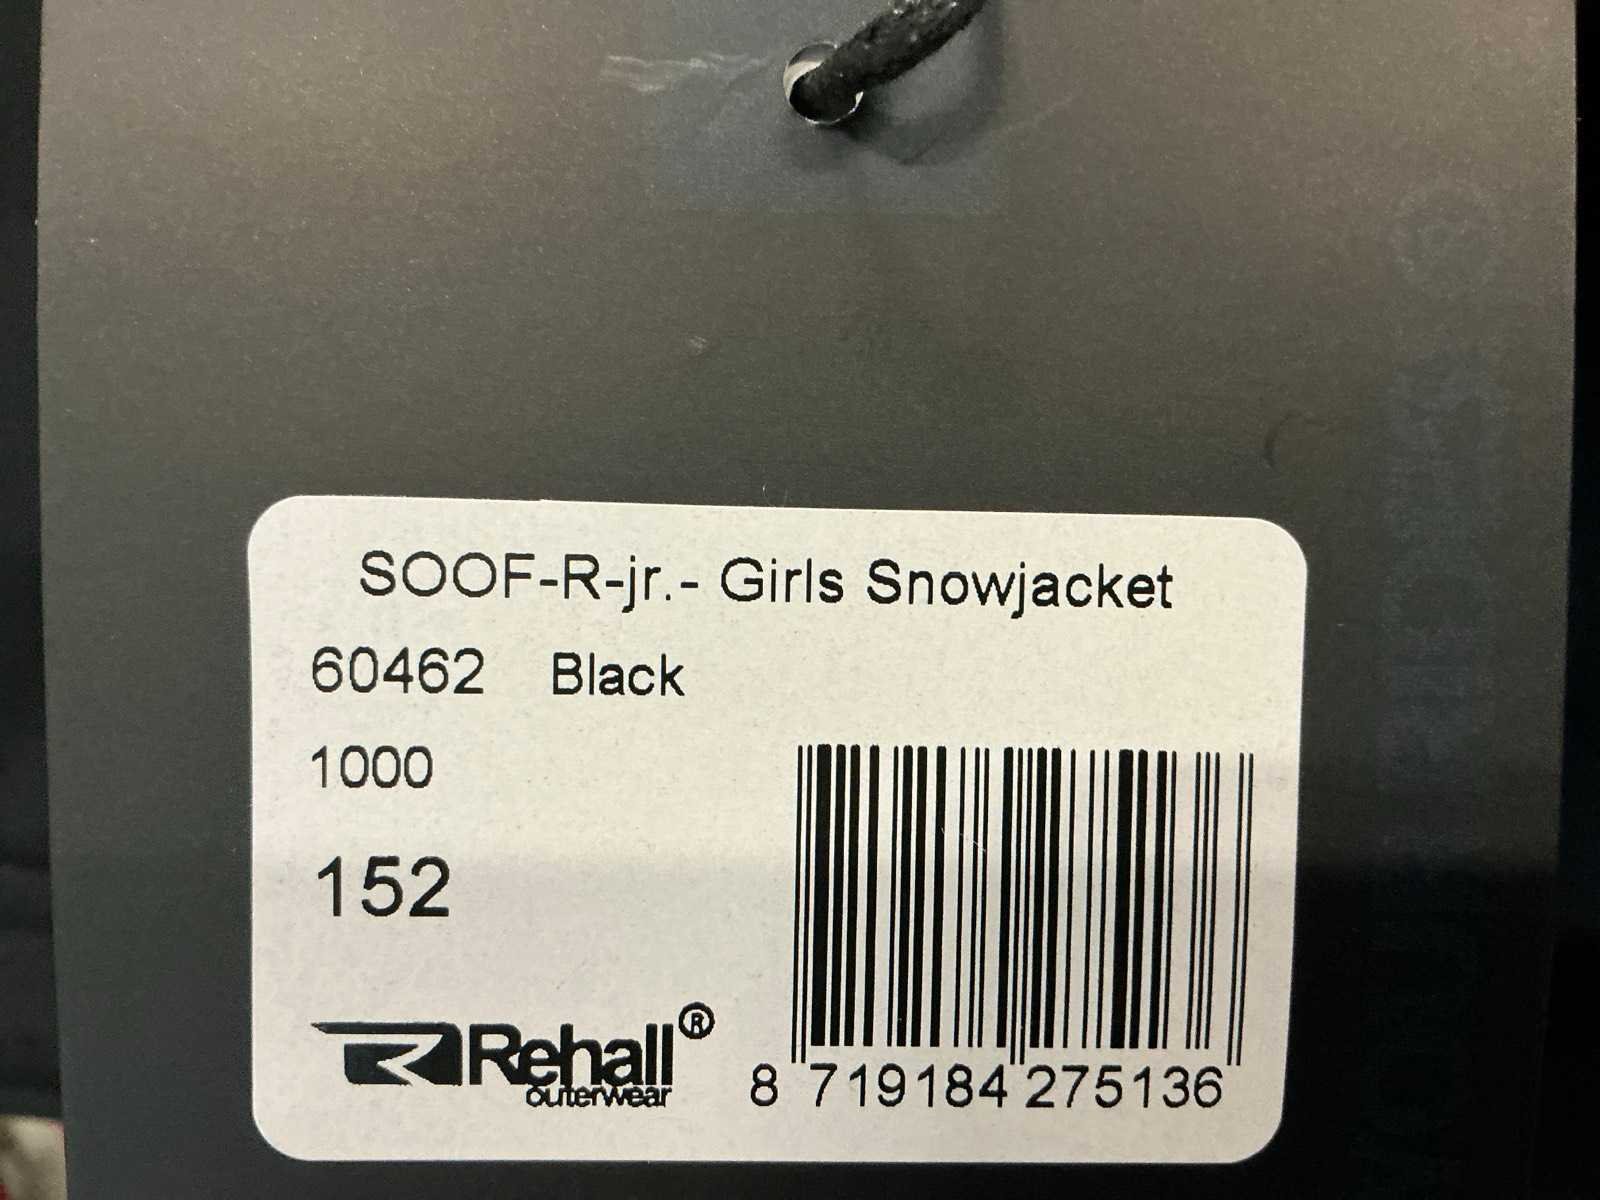 SOOF-R-jr.- Girls Snowjacket
60462 Black
1000
152
Rehall®
outerwear
8 719184 275136